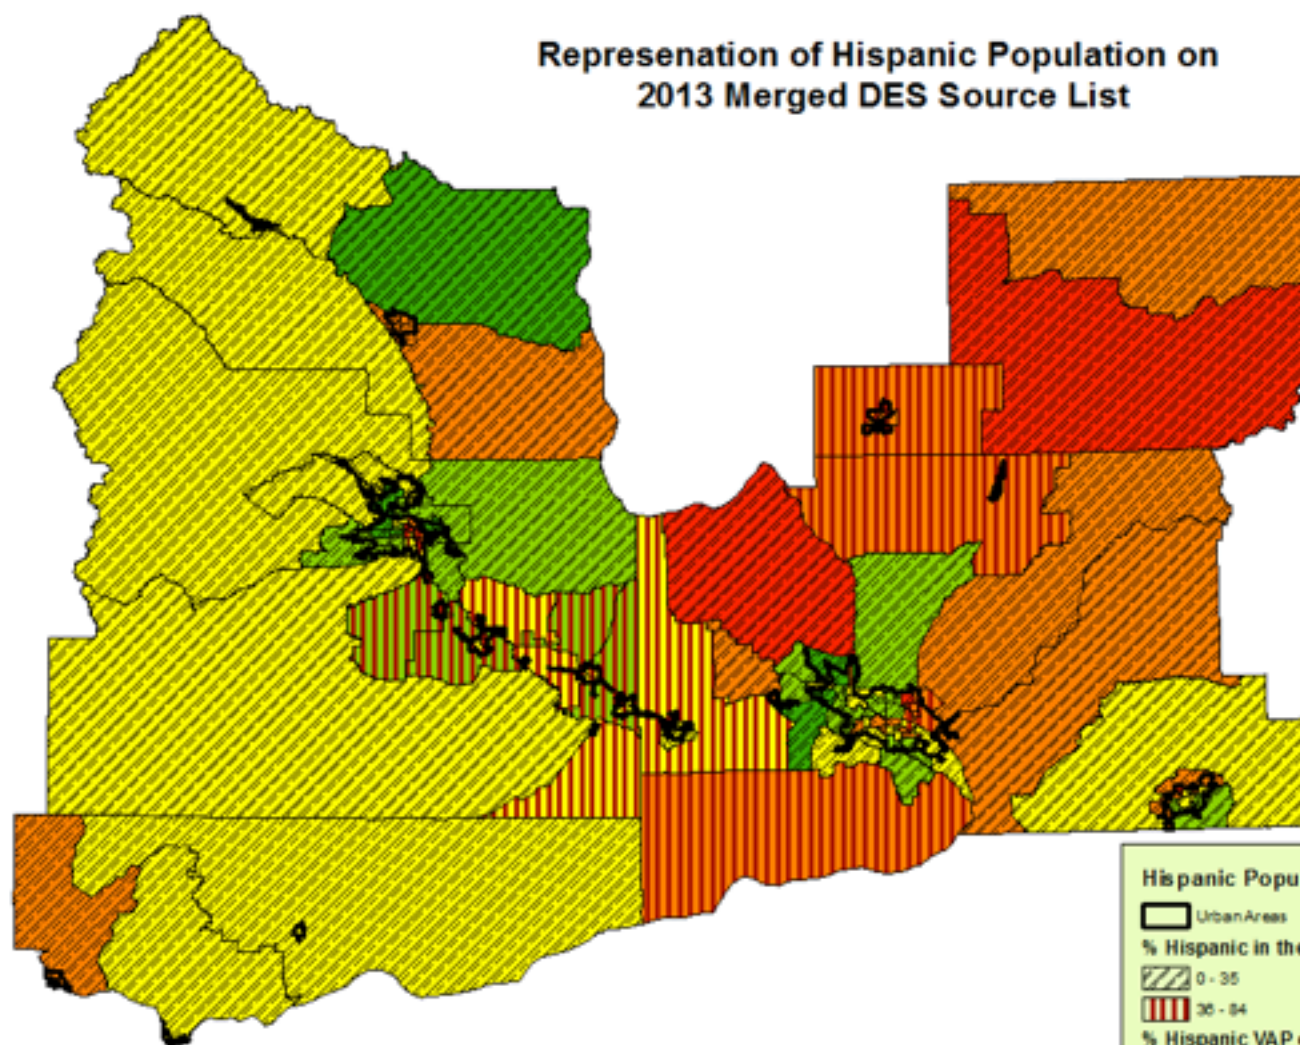 Represenation of Hispanic Population on
2013 Merged DES Source List
Hispanic Popu
Urban Areas
% Hispanic in the
0 - 35
36 - 84
% Hispanic VAP